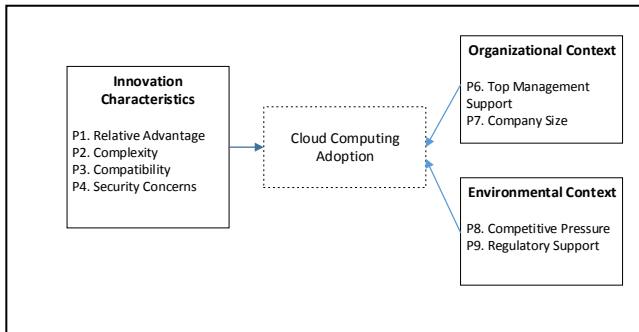 Innovation
Characteristics
P1. Relative Advantage
P2. Complexity
P3. Compatibility
P4. Security Concerns
Cloud Computing
Adoption
Organizational Context
P6. Top Management
Support
P7. Company Size
Environmental Context
P8. Competitive Pressure
P9. Regulatory Support